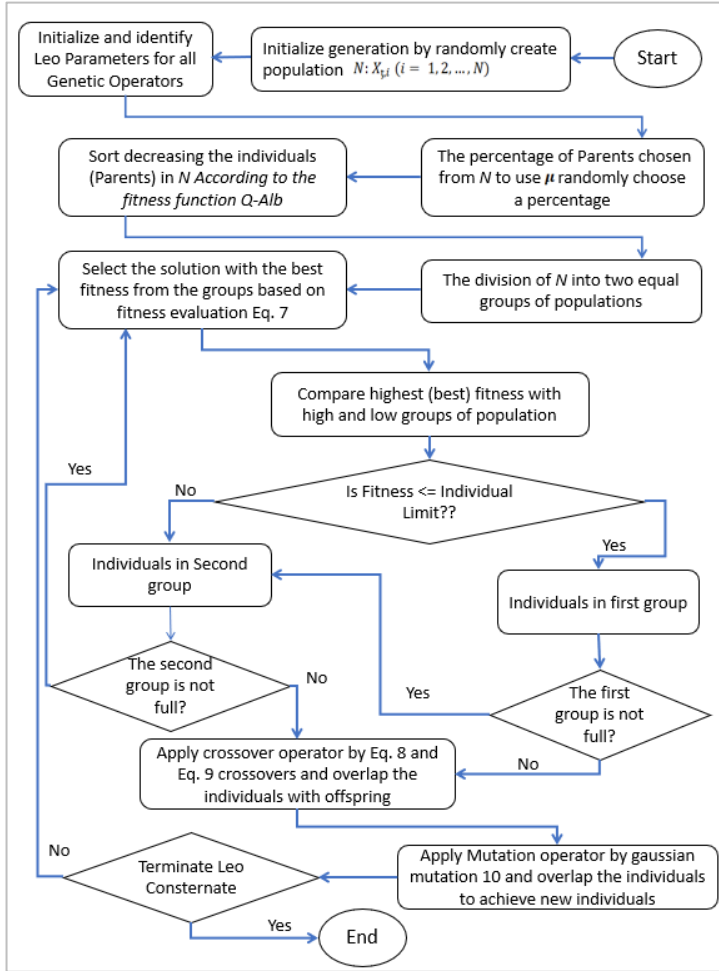 Start
Initialize generation by randomly create
population N: Xₜ,ᵢ (i = 1, 2, ..., N)
Initialize and identify
Leo Parameters for all
Genetic Operators
The percentage of Parents chosen
from N to use μ randomly choose
a percentage
Sort decreasing the individuals
(Parents) in N According to the
fitness function Q-Alb
The division of N into two equal
groups of populations
Select the solution with the best
fitness from the groups based on
fitness evaluation Eq. 7
Compare highest (best) fitness with
high and low groups of population
Is Fitness <= Individual
Limit??
No
Yes
Individuals in Second
group
Individuals in first group
The second
group is not
full?
Yes
No
The first
group is not
full?
Yes
No
Apply crossover operator by Eq. 8 and
Eq. 9 crossovers and overlap the
individuals with offspring
Apply Mutation operator by gaussian
mutation 10 and overlap the individuals
to achieve new individuals
Terminate Leo
Consternate
No
Yes
End